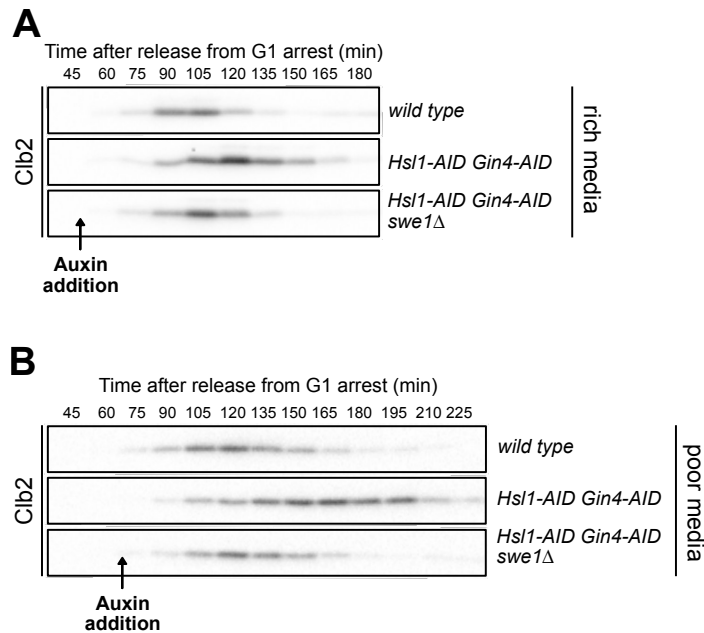 A
Time after release from G1 arrest (min)
45 60 75 90 105 120 135 150 165 180
Clb2
wild type
Hsl1-AID Gin4-AID
Hsl1-AID Gin4-AID
swe1Δ
rich media
Auxin
addition
B
Time after release from G1 arrest (min)
45 60 75 90 105 120 135 150 165 180 195 210 225
Clb2
wild type
Hsl1-AID Gin4-AID
Hsl1-AID Gin4-AID
swe1Δ
poor media
Auxin
addition